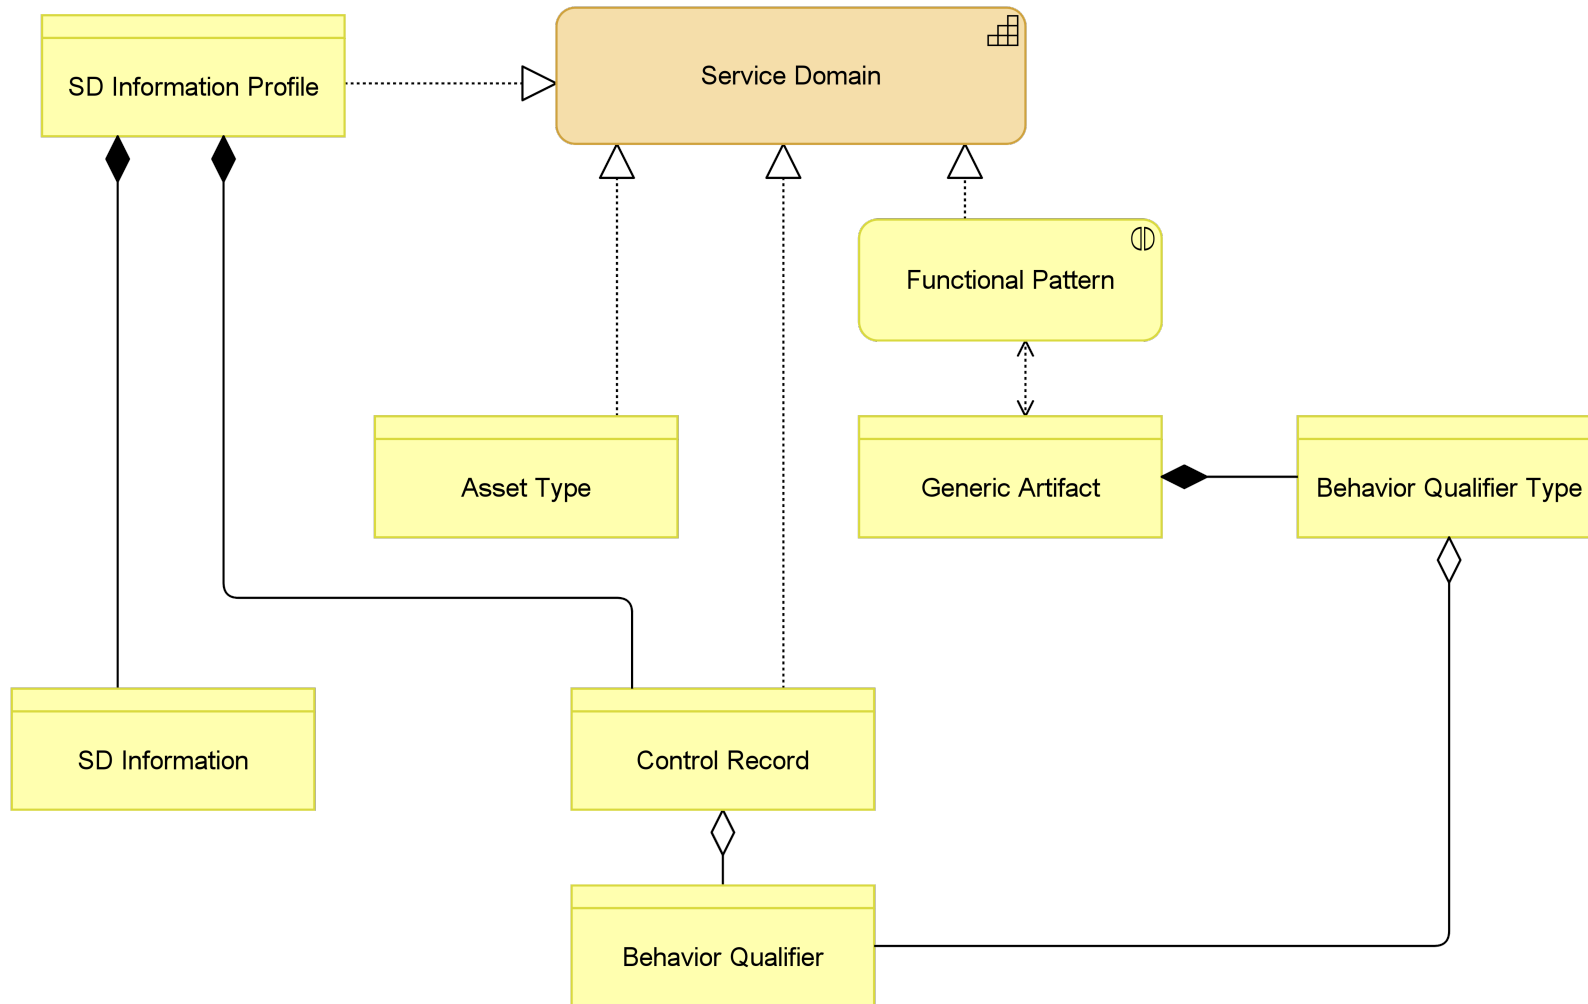 SD Information Profile
Service Domain
Functional Pattern
Asset Type
Generic Artifact
Behavior Qualifier Type
SD Information
Control Record
Behavior Qualifier